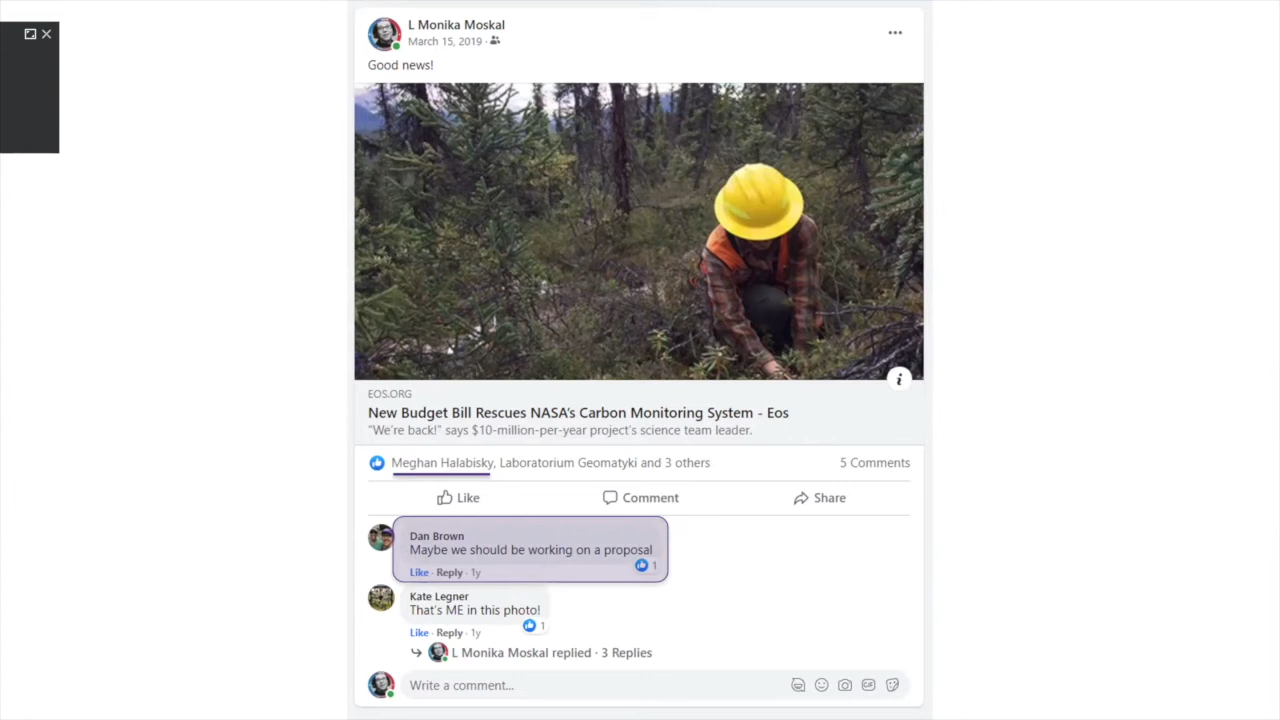 L Monika Moskal
March 15, 2019 ·
Good news!
EOS.ORG
New Budget Bill Rescues NASA's Carbon Monitoring System - Eos
"We're back!" says $10-million-per-year project's science team leader.
Meghan Halabisky, Laboratorium Geomatyki and 3 others 5 Comments
Like Comment Share
Dan Brown
Maybe we should be working on a proposal
1
Like · Reply · 1y
Kate Legner
That's ME in this photo!
1
Like · Reply · 1y
L Monika Moskal replied · 3 Replies
Write a comment...
GIF